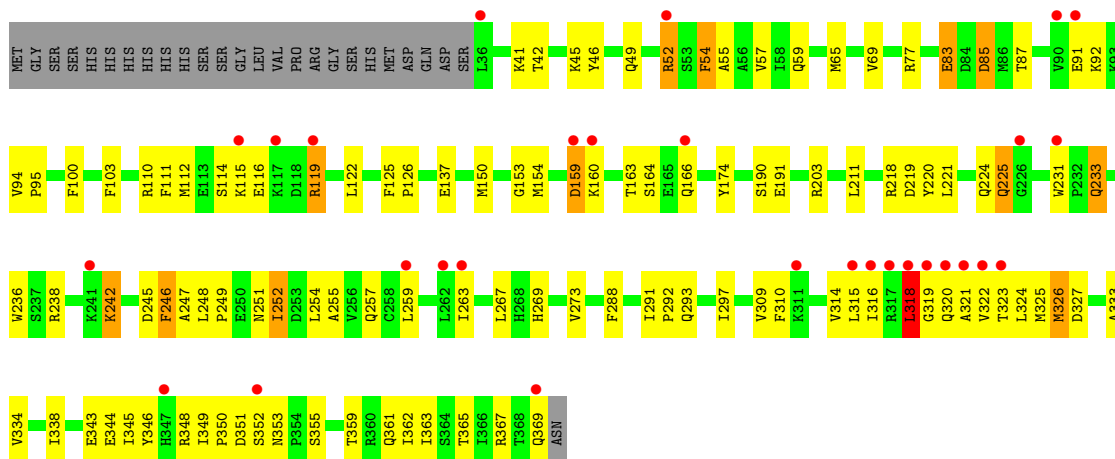 MET GLY SER SER HIS HIS HIS HIS HIS HIS SER SER GLY LEU VAL PRO ARG GLY SER HIS MET ASP GLN ASP SER L36 K41 T42 K45 Y46 Q49 R52 S53 F54 A55 A56 V57 I58 Q59 M65 V69 R77 E83 D84 D85 M86 T87 V90 E91 K92 K93
V94 P95 F100 F103 R110 F111 M112 E113 S114 K115 E116 K117 D118 R119 L122 F125 P126 E137 M150 G153 M154 D159 K160 T163 S164 E165 Q166 Y174 S190 E191 R203 L211 R218 D219 Y220 L221 Q224 Q225 G226 W231 P232 Q233
W236 S237 R238 K241 K242 D245 F246 A247 L248 P249 E250 N251 I252 D253 L254 A255 V256 Q257 C258 L259 L262 I263 L267 H268 H269 V273 F288 I291 P292 Q293 I297 V309 F310 K311 V314 L315 I316 R317 L318 G319 Q320 A321 V322 T323 L324 M325 M326 D327 A333
V334 I338 E343 E344 I345 Y346 H347 R348 I349 P350 D351 S352 N353 P354 S355 T359 R360 Q361 I362 I363 S364 T365 I366 R367 T368 Q369 ASN